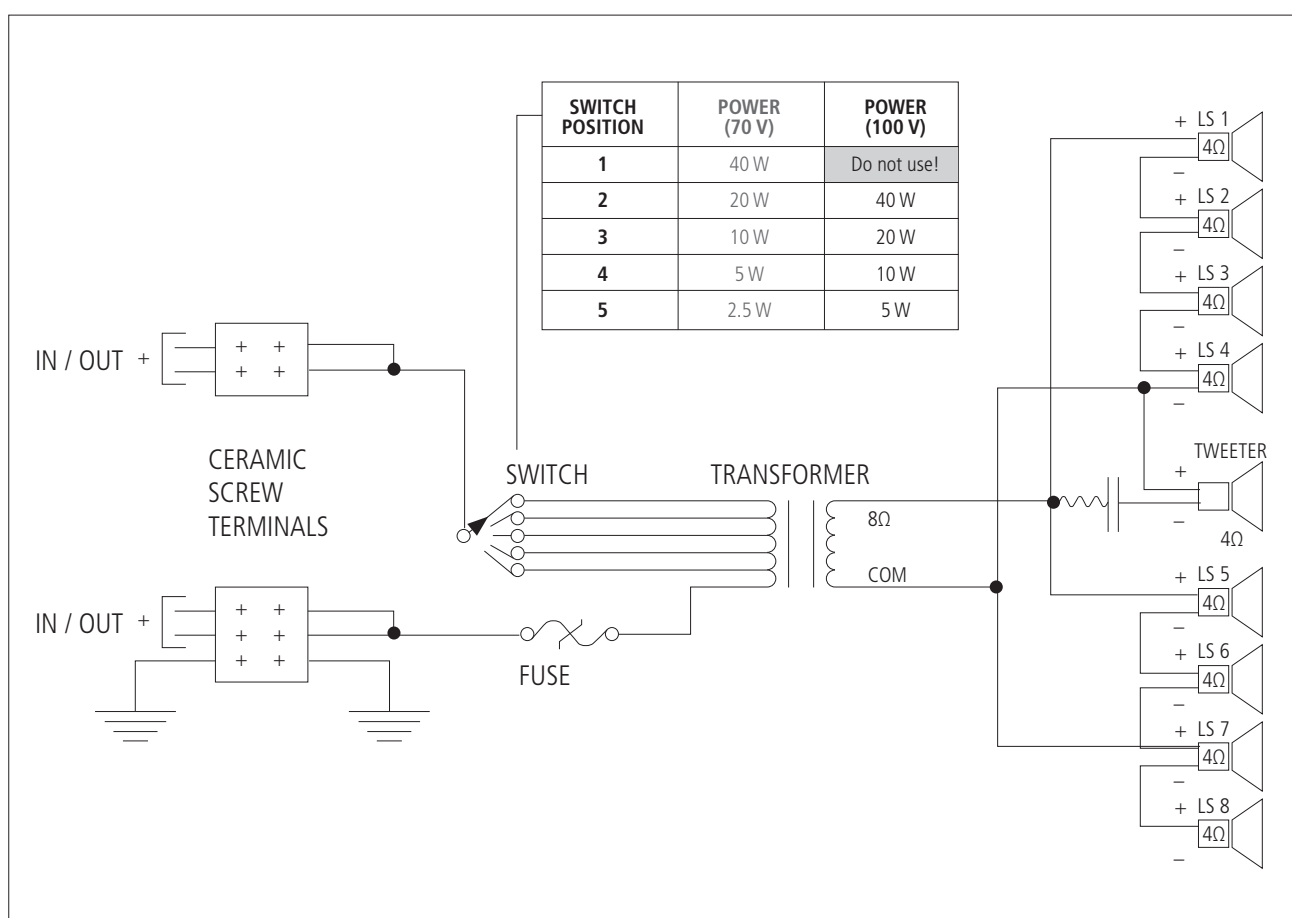 SWITCH POSITION POWER (70 V) POWER (100 V)
1 40 W Do not use!
2 20 W 40 W
3 10 W 20 W
4 5 W 10 W
5 2.5 W 5 W
IN / OUT +
+ +
+ +
CERAMIC
SCREW
TERMINALS
IN / OUT +
+ +
+ +
+ +
SWITCH
FUSE
TRANSFORMER
8Ω
COM
+ LS 1
4Ω
–
+ LS 2
4Ω
–
+ LS 3
4Ω
–
+ LS 4
4Ω
–
TWEETER
+
–
4Ω
+ LS 5
4Ω
–
+ LS 6
4Ω
–
+ LS 7
4Ω
–
+ LS 8
4Ω
–